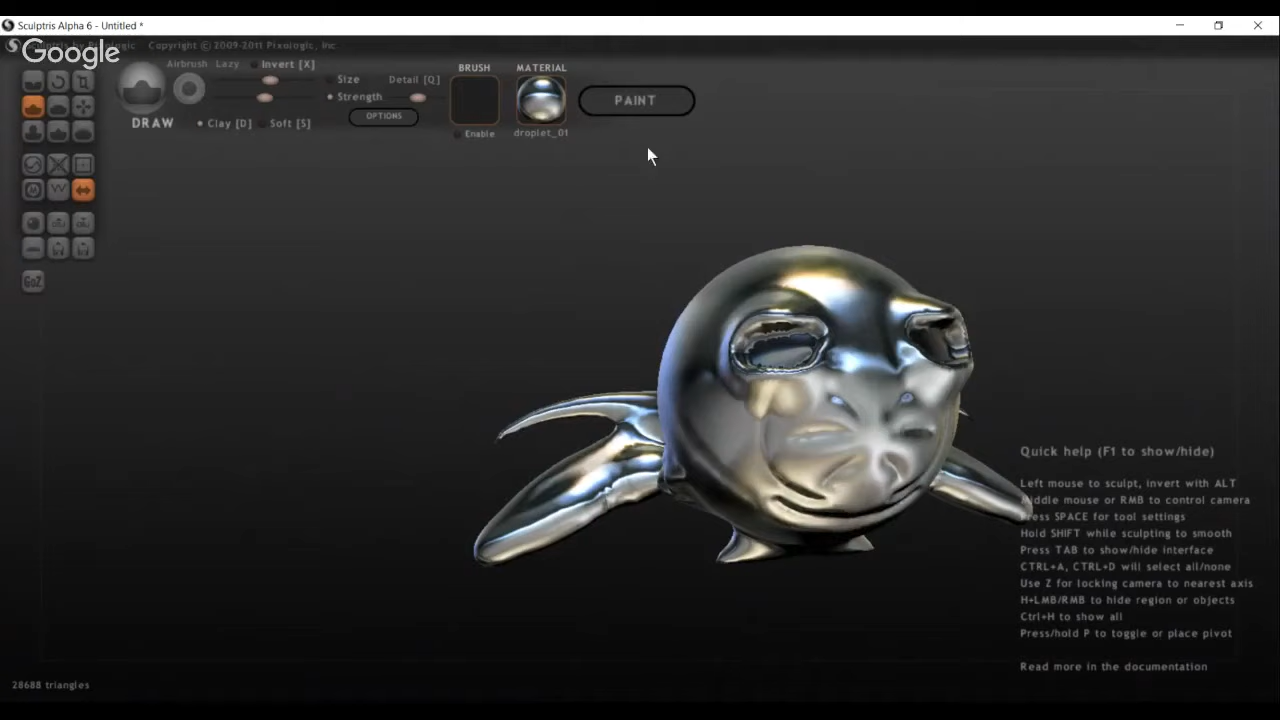 Sculptris Alpha 6 - Untitled *
Sculptris by Pixologic Copyright © 2009-2011 Pixologic, Inc.
Google
Airbrush Lazy Invert [X]
BRUSH
MATERIAL
Size
Detail [Q]
Strength
PAINT
OPTIONS
DRAW
Clay [D] Soft [S]
Enable
droplet_01
GoZ
Quick help (F1 to show/hide)
Left mouse to sculpt, invert with ALT
Middle mouse or RMB to control camera
Press SPACE for tool settings
Hold SHIFT while sculpting to smooth
Press TAB to show/hide interface
CTRL+A, CTRL+D will select all/none
Use Z for locking camera to nearest axis
H+LMB/RMB to hide region or objects
Ctrl+H to show all
Press/hold P to toggle or place pivot
Read more in the documentation
28688 triangles